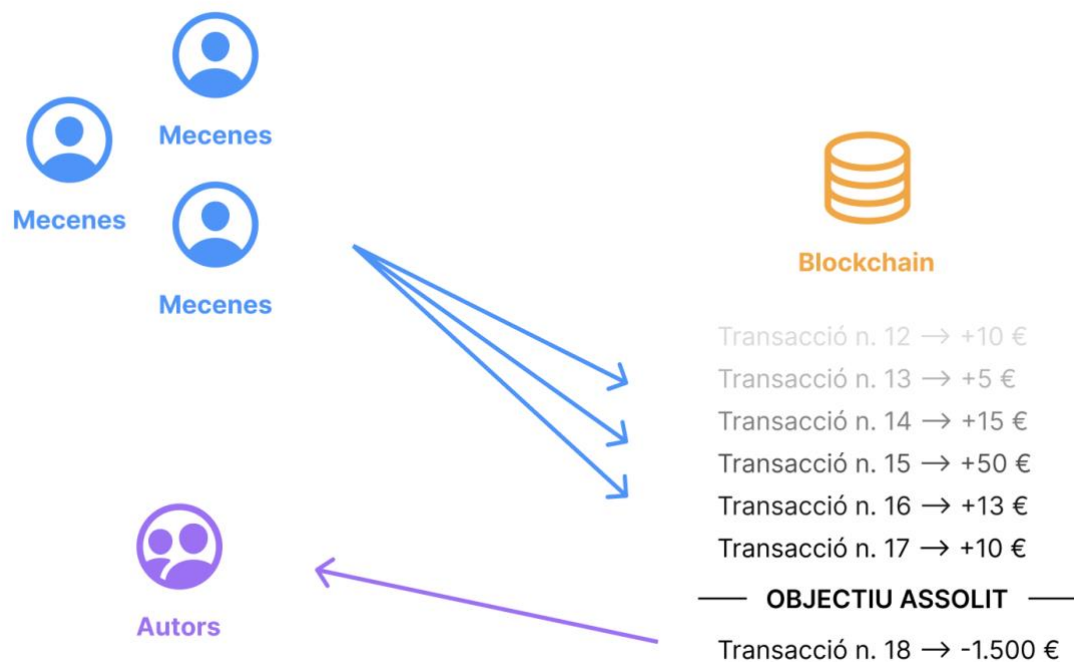 Mecenes
Mecenes
Mecenes
Blockchain
Transacció n. 12 → +10 €
Transacció n. 13 → +5 €
Transacció n. 14 → +15 €
Transacció n. 15 → +50 €
Transacció n. 16 → +13 €
Transacció n. 17 → +10 €
OBJECTIU ASSOLIT
Transacció n. 18 → -1.500 €
Autors